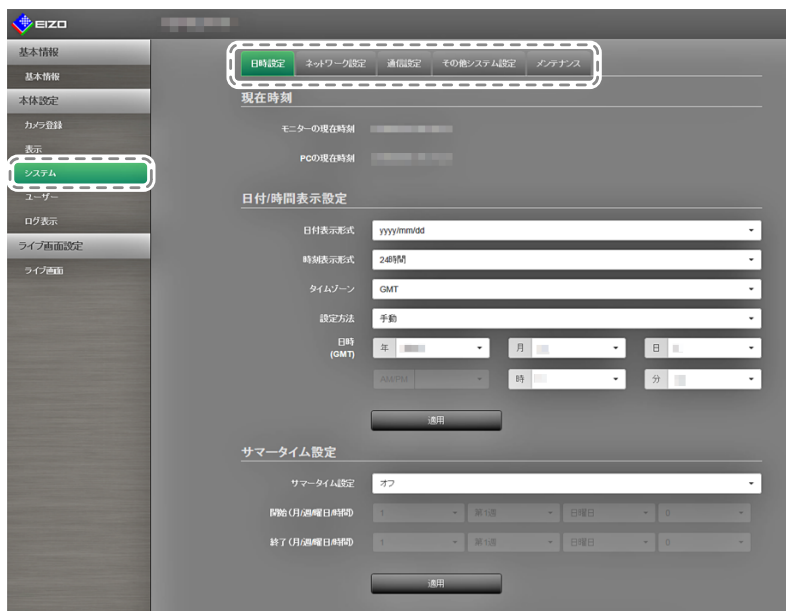 EIZO
基本情報
基本情報
本体設定
カメラ登録
表示
システム
ユーザー
ログ表示
ライブ画面設定
ライブ画面
日時設定 ネットワーク設定 通信設定 その他システム設定 メンテナンス
現在時刻
モニターの現在時刻
PCの現在時刻
日付/時間表示設定
日付表示形式 yyyy/mm/dd
時刻表示形式 24時間
タイムゾーン GMT
設定方法 手動
日時
(GMT)
年 月 日
AM/PM 時 分
適用
サマータイム設定
サマータイム設定 オフ
開始 (月/週/曜日/時間) 1 第1週 日曜日 0
終了 (月/週/曜日/時間) 1 第1週 日曜日 0
適用